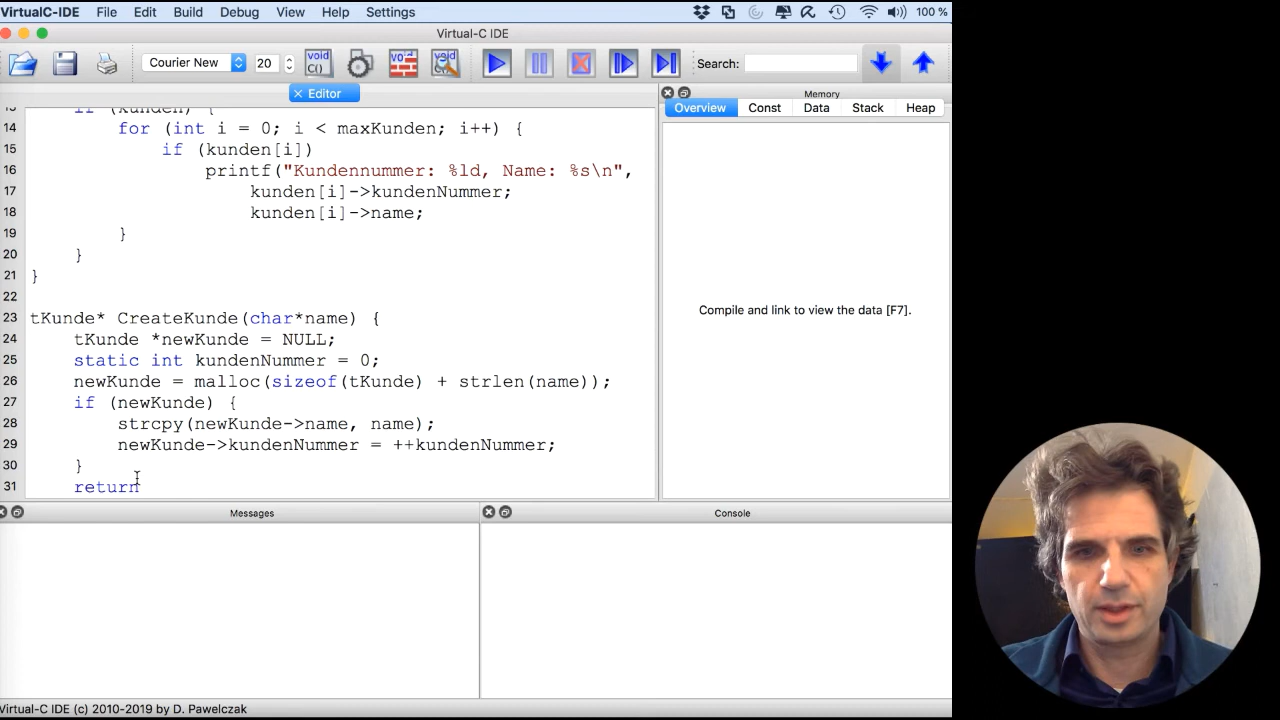 VirtualC-IDE File Edit Build Debug View Help Settings 100 %
Virtual-C IDE
Courier New 20 void C() Search:
Editor
Memory
Overview Const Data Stack Heap
14 for (int i = 0; i < maxKunden; i++) {
15 if (kunden[i])
16 printf("Kundennummer: %ld, Name: %s\n",
17 kunden[i]->kundenNummer;
18 kunden[i]->name;
19 }
20 }
21 }
22
23 tKunde* CreateKunde(char*name) {
24 tKunde *newKunde = NULL;
25 static int kundenNummer = 0;
26 newKunde = malloc(sizeof(tKunde) + strlen(name));
27 if (newKunde) {
28 strcpy(newKunde->name, name);
29 newKunde->kundenNummer = ++kundenNummer;
30 }
31 return
Compile and link to view the data [F7].
Messages
Console
Virtual-C IDE (c) 2010-2019 by D. Pawelczak